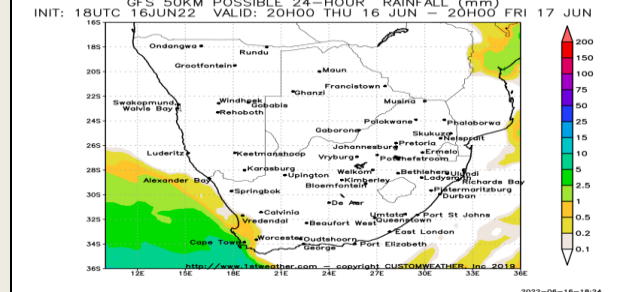 GFS 50KM POSSIBLE 24-HOUR RAINFALL (mm)
INIT: 18UTC 16JUN22 VALID: 20H00 THU 16 JUN – 20H00 FRI 17 JUN
16S
18S
20S
22S
24S
26S
28S
30S
32S
34S
36S
Ondangwa
Rundu
Grootfontein
Maun
Ghanzi
Francistown
Swakopmund
Walvis Bay
Windhoek
Gobabis
Rehoboth
Musina
Polokwane
Phalaborwa
Gaborone
Skukuza
Nelspruit
Pretoria
Johannesburg
Ermelo
Luderitz
Keetmanshoop
Vryburg
Potchefstroom
Karasburg
Welkom
Bethlehem
Ulundi
Alexander Bay
Upington
Kimberley
Ladysmith
Richards Bay
Springbok
Bloemfontein
Pietermaritzburg
Durban
De Aar
Calvinia
Umtata
Port St Johns
Vredendal
Beaufort West
Queenstown
East London
Cape Town
Worcester
Oudtshoorn
George
Port Elizabeth
http://www.1stweather.com – copyright CUSTOMWEATHER, Inc 2019
12E 15E 18E 21E 24E 27E 30E 33E 36E
200
150
100
75
50
25
15
10
5
2.5
1
0.5
0.2
0.1
2022-06-16-18:24